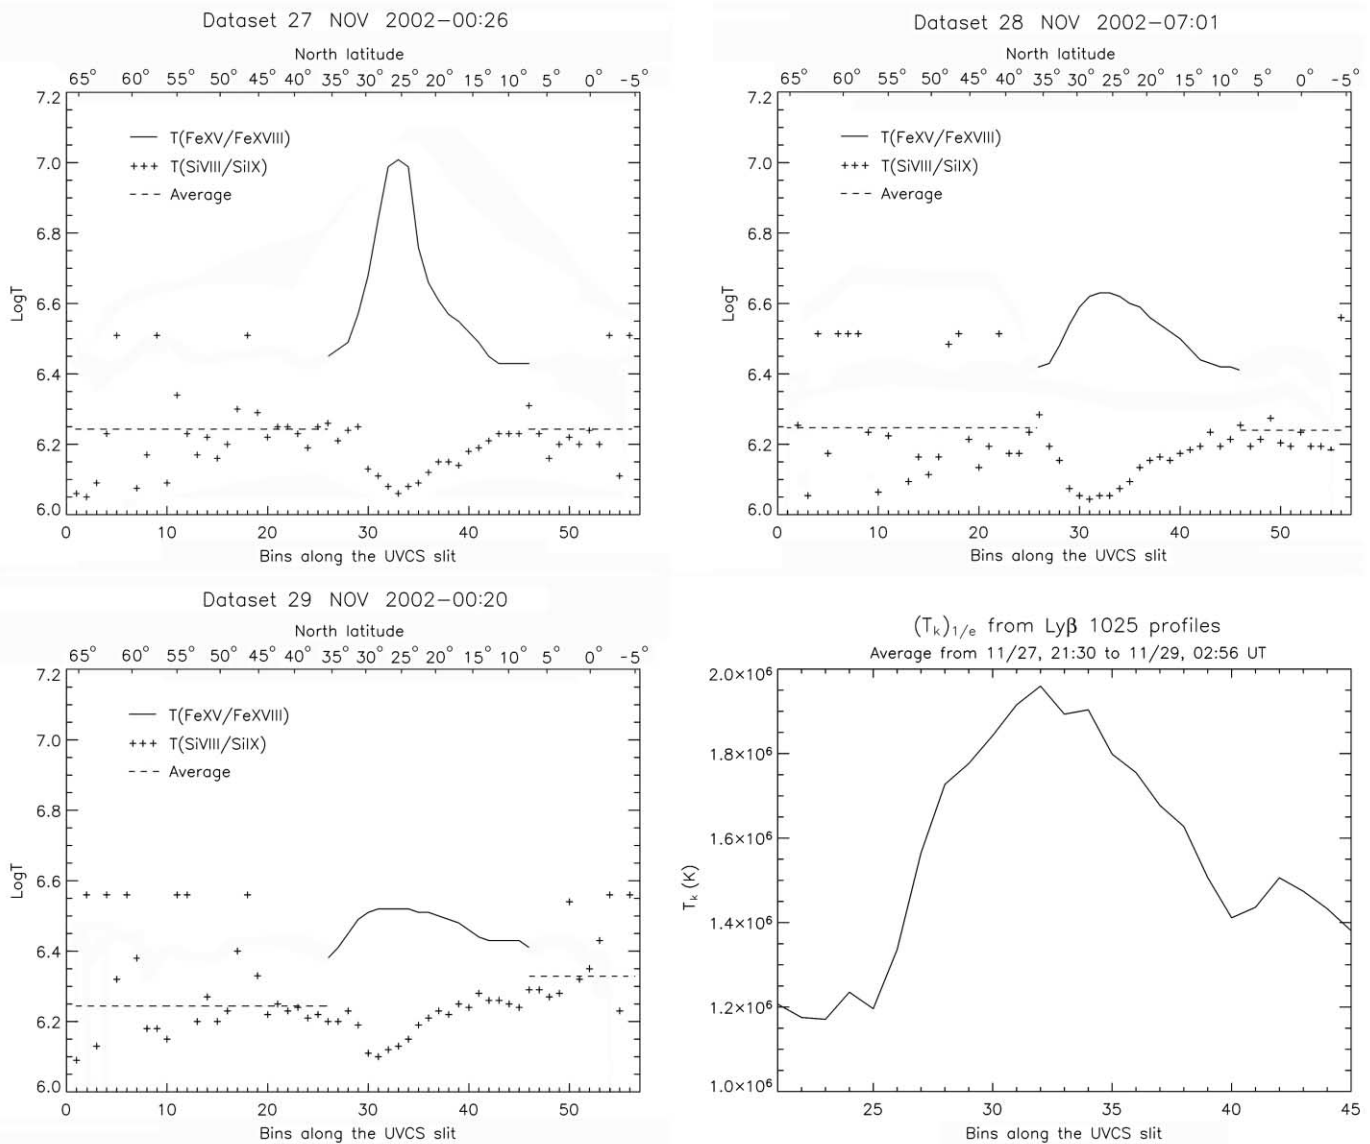 Dataset 27 NOV 2002-00:26
North latitude
65° 60° 55° 50° 45° 40° 35° 30° 25° 20° 15° 10° 5° 0° -5°
7.2
7.0
6.8
6.6
6.4
6.2
6.0
LogT
T(FeXV/FeXVIII)
+++ T(SiVIII/SiIX)
Average
0 10 20 30 40 50
Bins along the UVCS slit
Dataset 28 NOV 2002-07:01
North latitude
65° 60° 55° 50° 45° 40° 35° 30° 25° 20° 15° 10° 5° 0° -5°
7.2
7.0
6.8
6.6
6.4
6.2
6.0
LogT
T(FeXV/FeXVIII)
+++ T(SiVIII/SiIX)
Average
0 10 20 30 40 50
Bins along the UVCS slit
Dataset 29 NOV 2002-00:20
North latitude
65° 60° 55° 50° 45° 40° 35° 30° 25° 20° 15° 10° 5° 0° -5°
7.2
7.0
6.8
6.6
6.4
6.2
6.0
LogT
T(FeXV/FeXVIII)
+++ T(SiVIII/SiIX)
Average
0 10 20 30 40 50
Bins along the UVCS slit
(Tk)1/e from Lyβ 1025 profiles
Average from 11/27, 21:30 to 11/29, 02:56 UT
2.0×10⁶
1.8×10⁶
1.6×10⁶
1.4×10⁶
1.2×10⁶
1.0×10⁶
Tk (K)
25 30 35 40 45
Bins along the UVCS slit